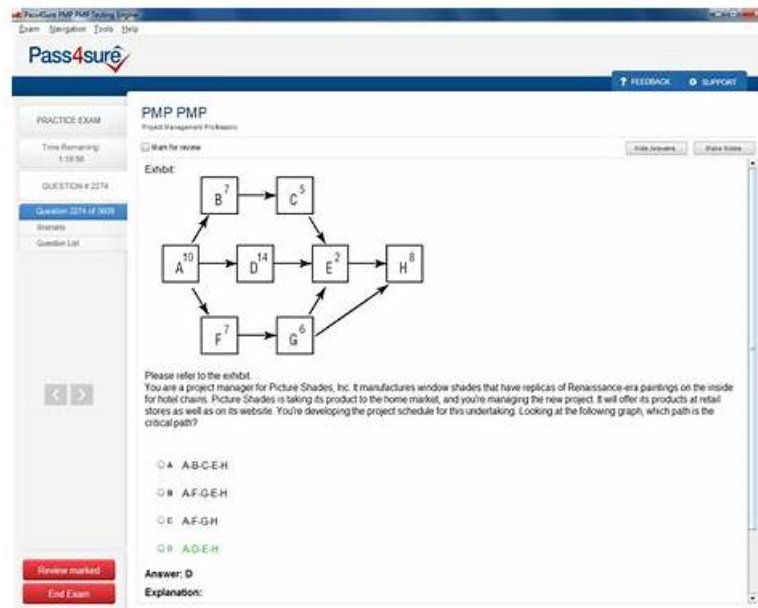 Pass4Sure PMP PMP Testing Engine
Exam Navigation Tools Help
Pass4sure
? FEEDBACK SUPPORT
PRACTICE EXAM
PMP PMP
Project Management Professional
Time Remaining:
Mark for review
Hide Answers
QUESTION # 2274
Exhibit:
Question 2274 of
Question List
B 7
C 5
A 10
D 14
E 2
H 8
F 7
G 6
Please refer to the exhibit.
You are a project manager for Picture Shades, Inc. It manufactures window shades that have replicas of Renaissance-era paintings on the inside
for hotel chains. Picture Shades is taking its product to the home market, and you're managing the new project. It will offer its products at retail
stores as well as on its website. You're developing the project schedule for this undertaking. Looking at the following graph, which path is the
critical path?
A A-B-C-E-H
B A-F-G-E-H
C A-F-G-H
D A-D-E-H
Review marked
End Exam
Answer: D
Explanation: